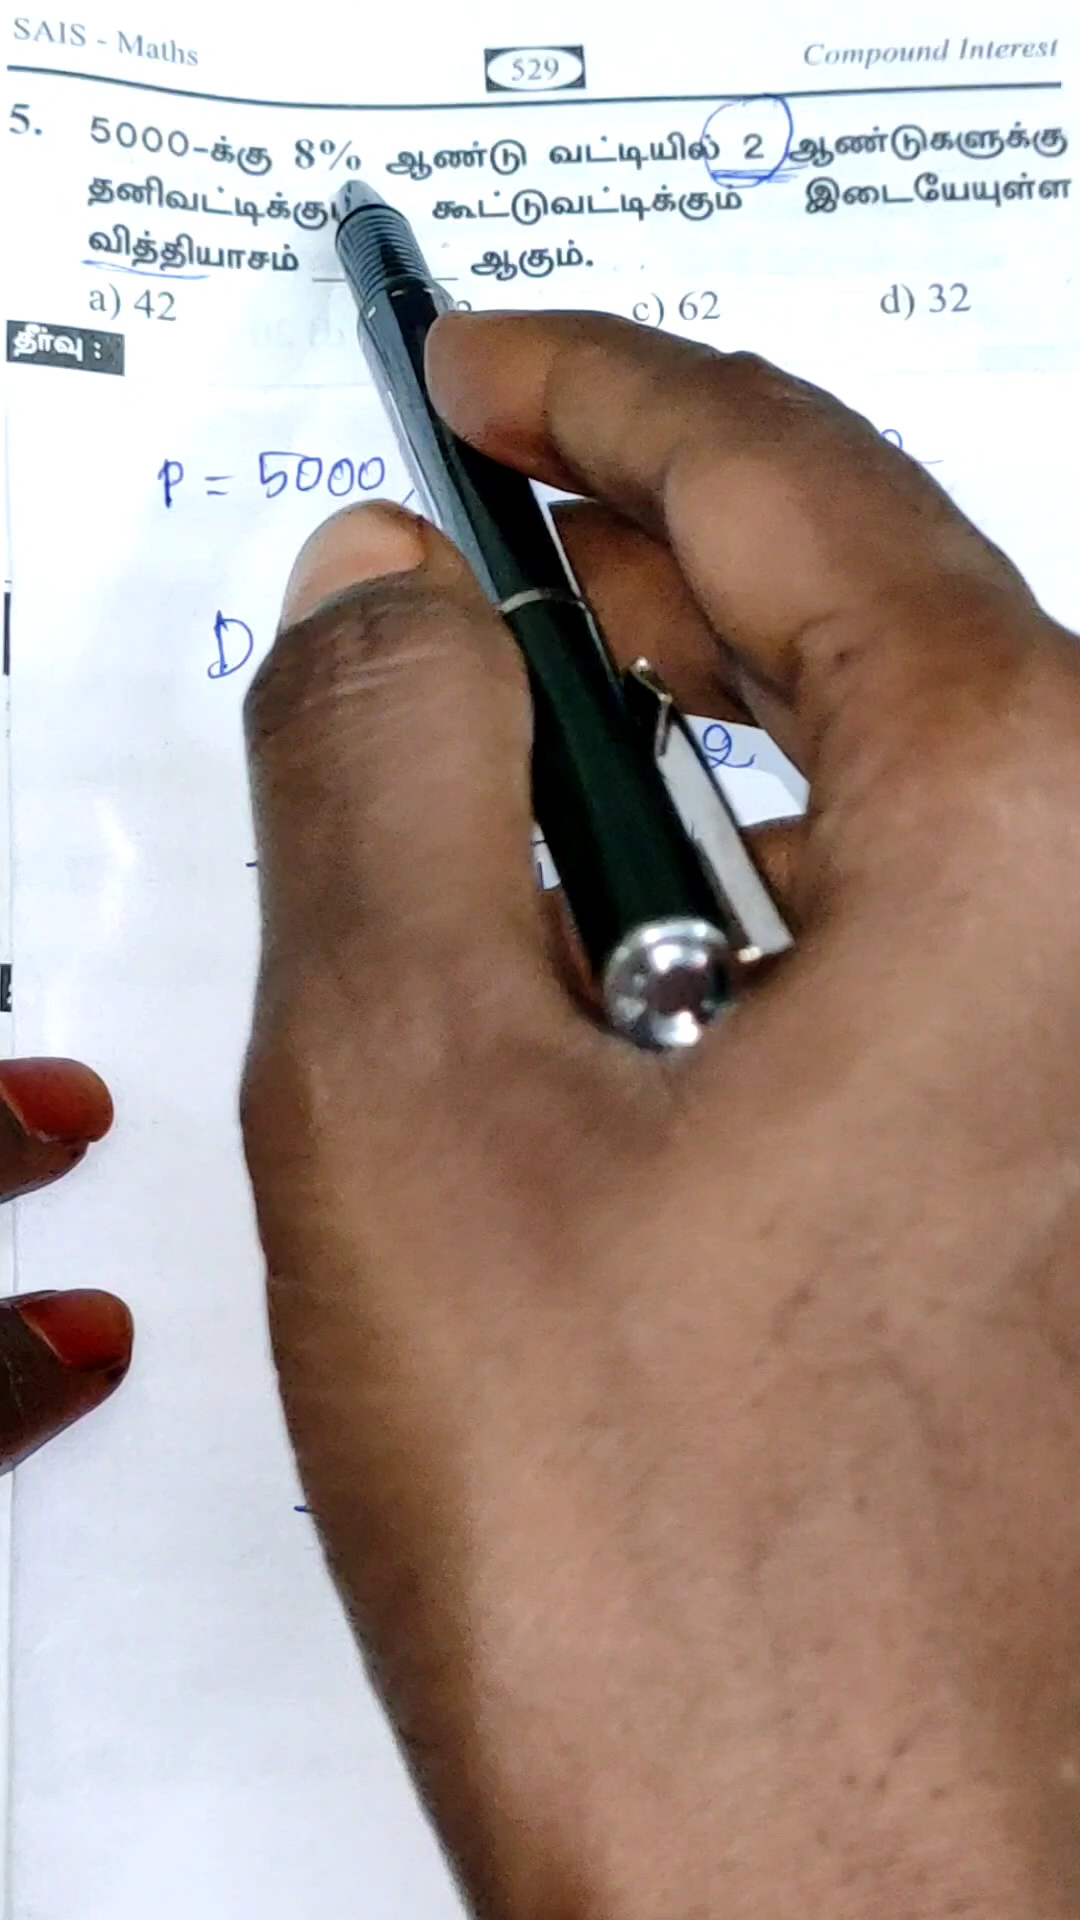 SAIS - Maths
529
Compound Interest
5. 5000-க்கு 8% ஆண்டு வட்டியில் 2 ஆண்டுகளுக்கு
தனிவட்டிக்கு கூட்டுவட்டிக்கும் இடையேயுள்ள
வித்தியாசம் ஆகும்.
a) 42 c) 62 d) 32
தீர்வு :
P = 5000
D
2